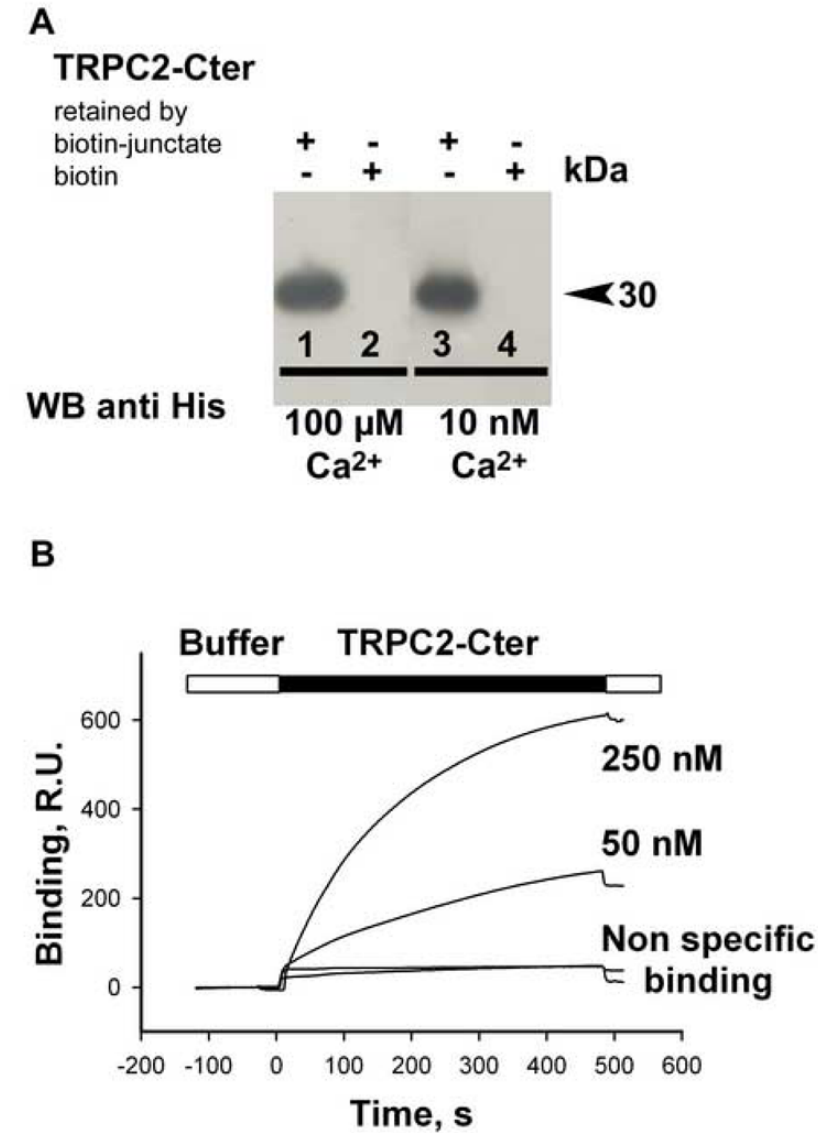 A
TRPC2-Cter
retained by
biotin-junctate + - + -
biotin - + - + kDa
30
1 2 3 4
WB anti His
100 µM 10 nM
Ca2+ Ca2+
B
Buffer TRPC2-Cter
Binding, R.U.
600
400
200
0
250 nM
50 nM
Non specific
binding
-200 -100 0 100 200 300 400 500 600
Time, s